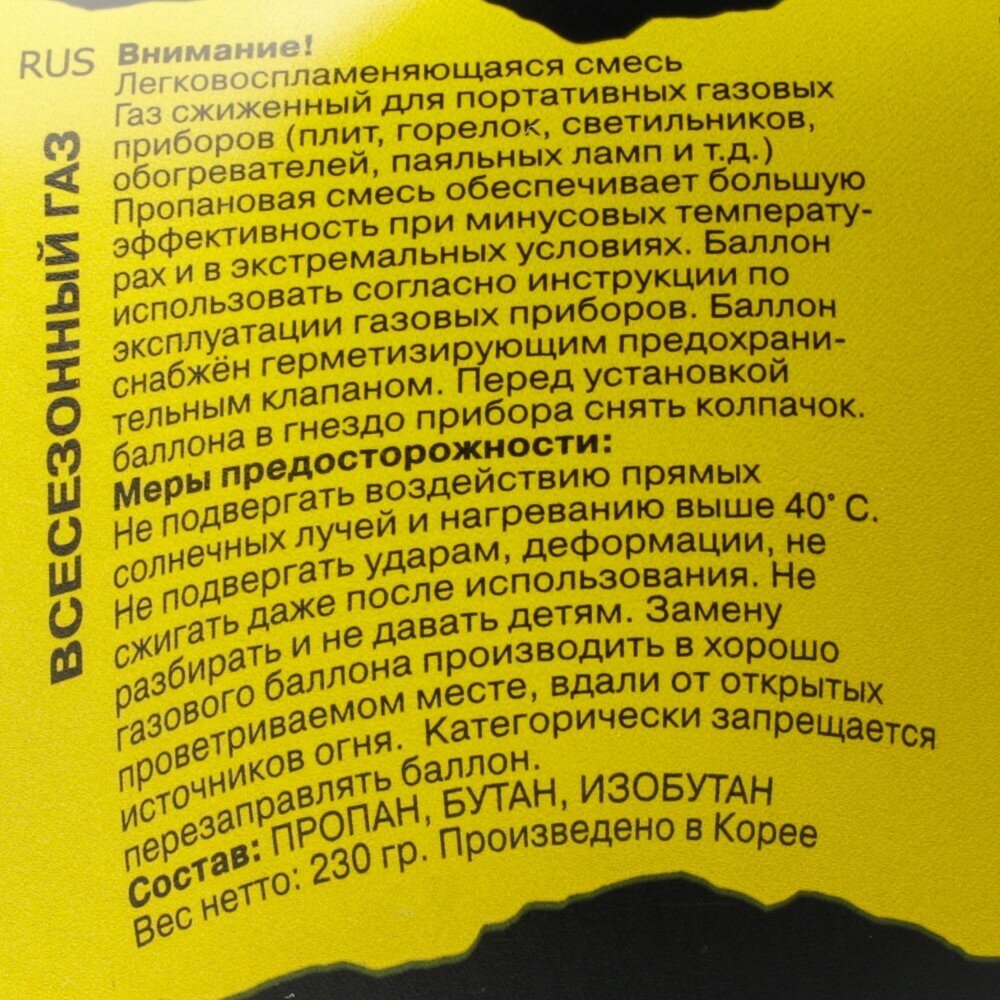 RUS
ВСЕСЕЗОННЫЙ ГАЗ
Внимание!
Легковоспламеняющаяся смесь
Газ сжиженный для портативных газовых
приборов (плит, горелок, светильников,
обогревателей, паяльных ламп и т.д.)
Пропановая смесь обеспечивает большую
эффективность при минусовых температу-
рах и в экстремальных условиях. Баллон
использовать согласно инструкции по
эксплуатации газовых приборов. Баллон
снабжён герметизирующим предохрани-
тельным клапаном. Перед установкой
баллона в гнездо прибора снять колпачок.
Меры предосторожности:
Не подвергать воздействию прямых
солнечных лучей и нагреванию выше 40° С.
Не подвергать ударам, деформации, не
сжигать даже после использования. Не
разбирать и не давать детям. Замену
газового баллона производить в хорошо
проветриваемом месте, вдали от открытых
источников огня. Категорически запрещается
перезаправлять баллон.
Состав: ПРОПАН, БУТАН, ИЗОБУТАН
Вес нетто: 230 гр. Произведено в Корее